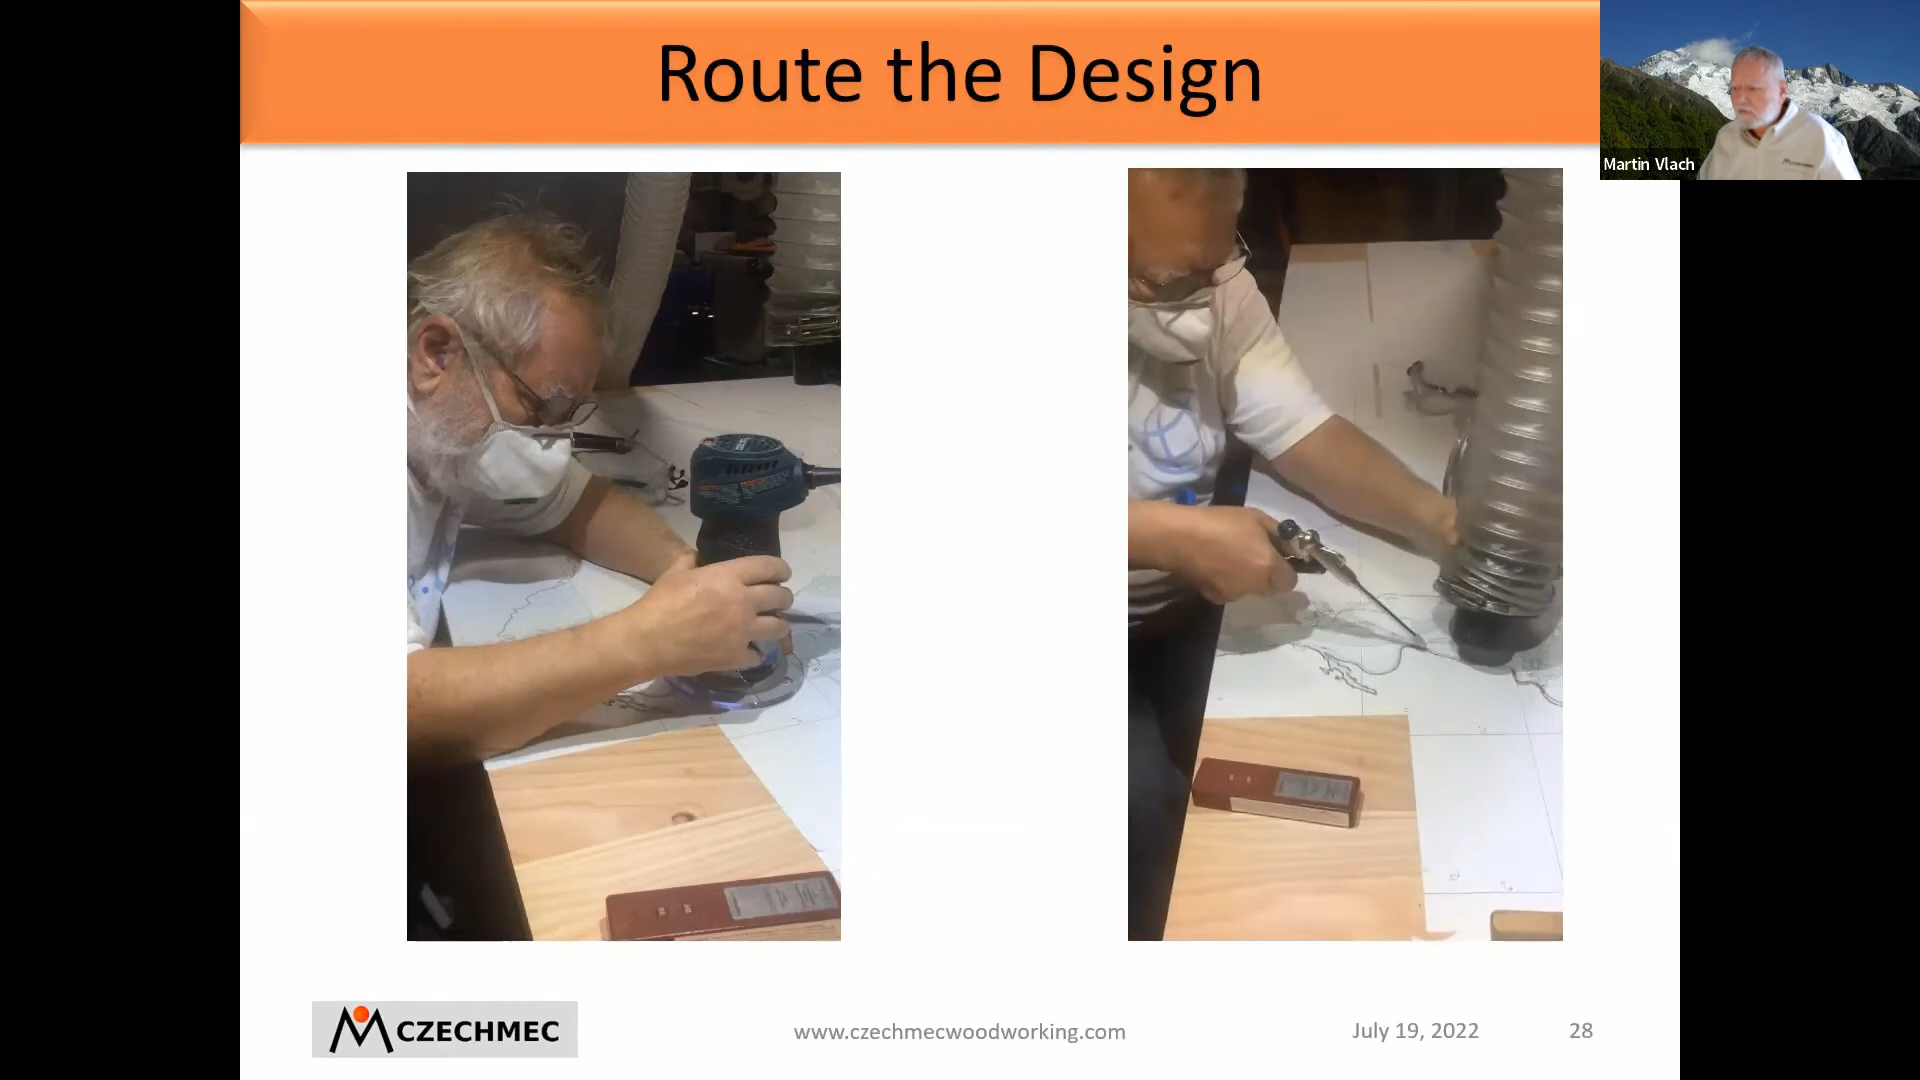 Route the Design
Martin Vlach
CZECHMEC
www.czechmecwoodworking.com
July 19, 2022
28